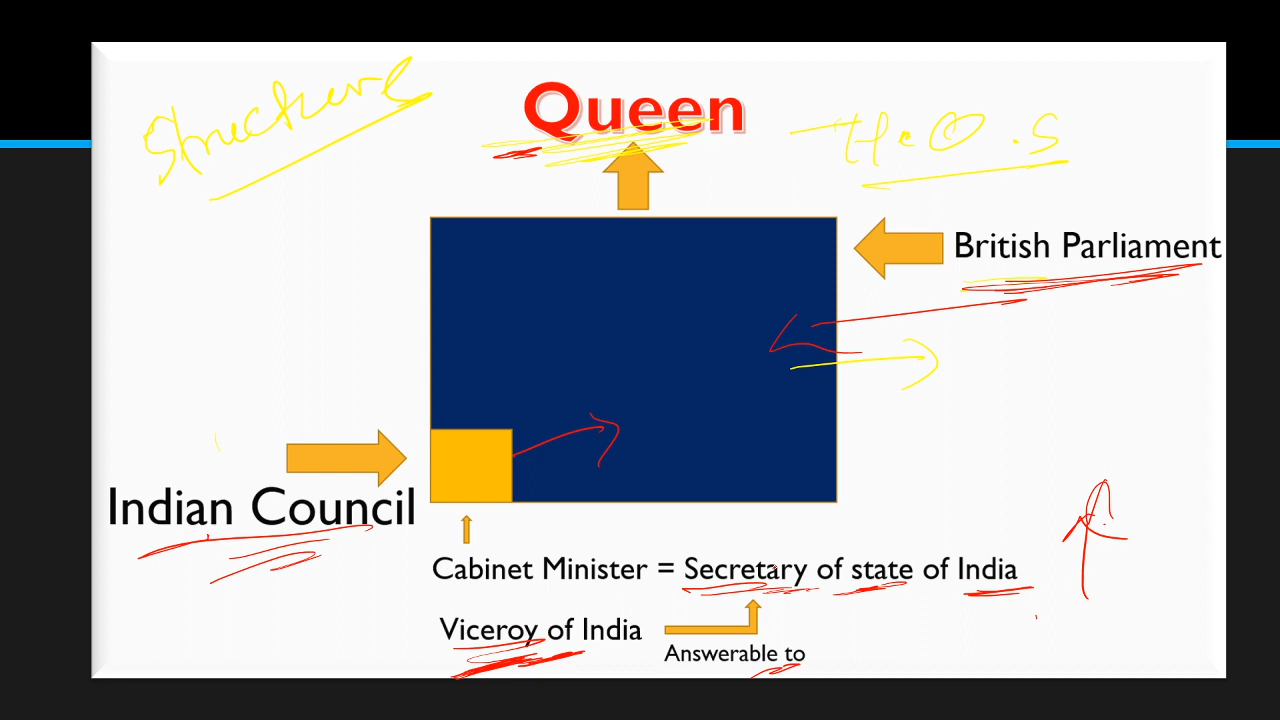 Structure
Queen
H.O.S
British Parliament
Indian Council
Cabinet Minister = Secretary of state of India
Viceroy of India
Answerable to